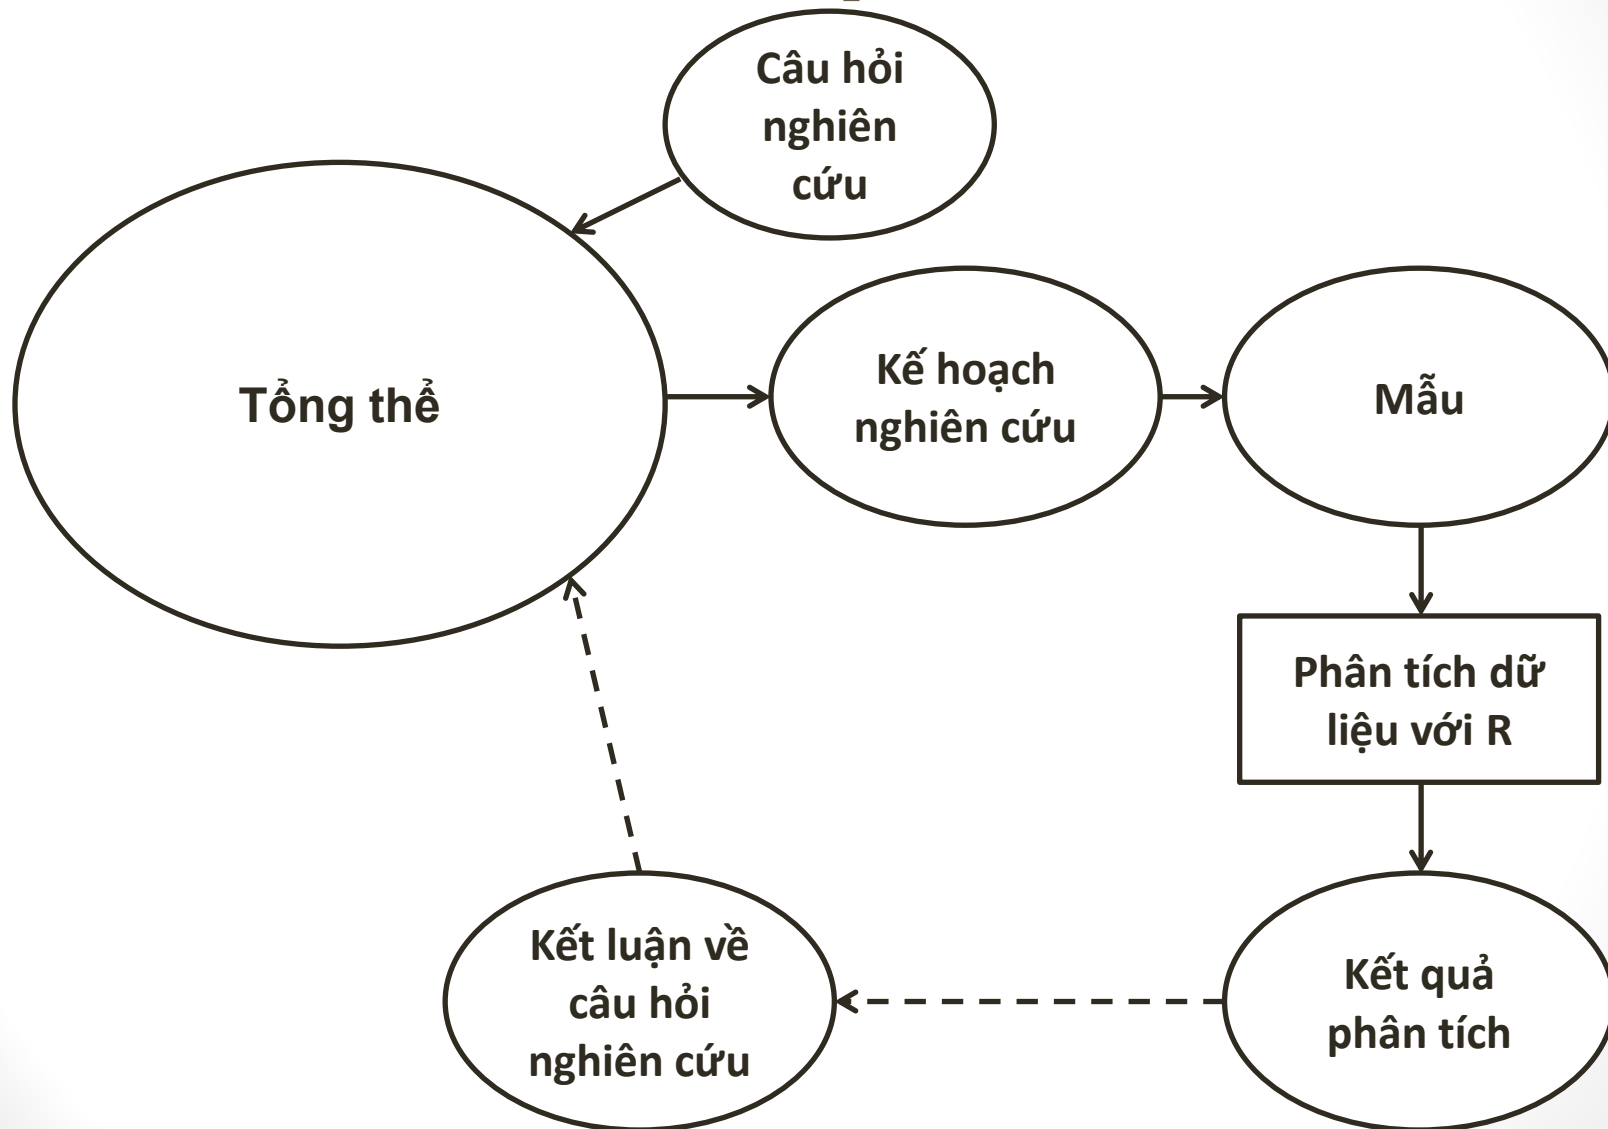 Câu hỏi
nghiên
cứu
Tổng thể
Kế hoạch
nghiên cứu
Mẫu
Phân tích dữ
liệu với R
Kết luận về
câu hỏi
nghiên cứu
Kết quả
phân tích